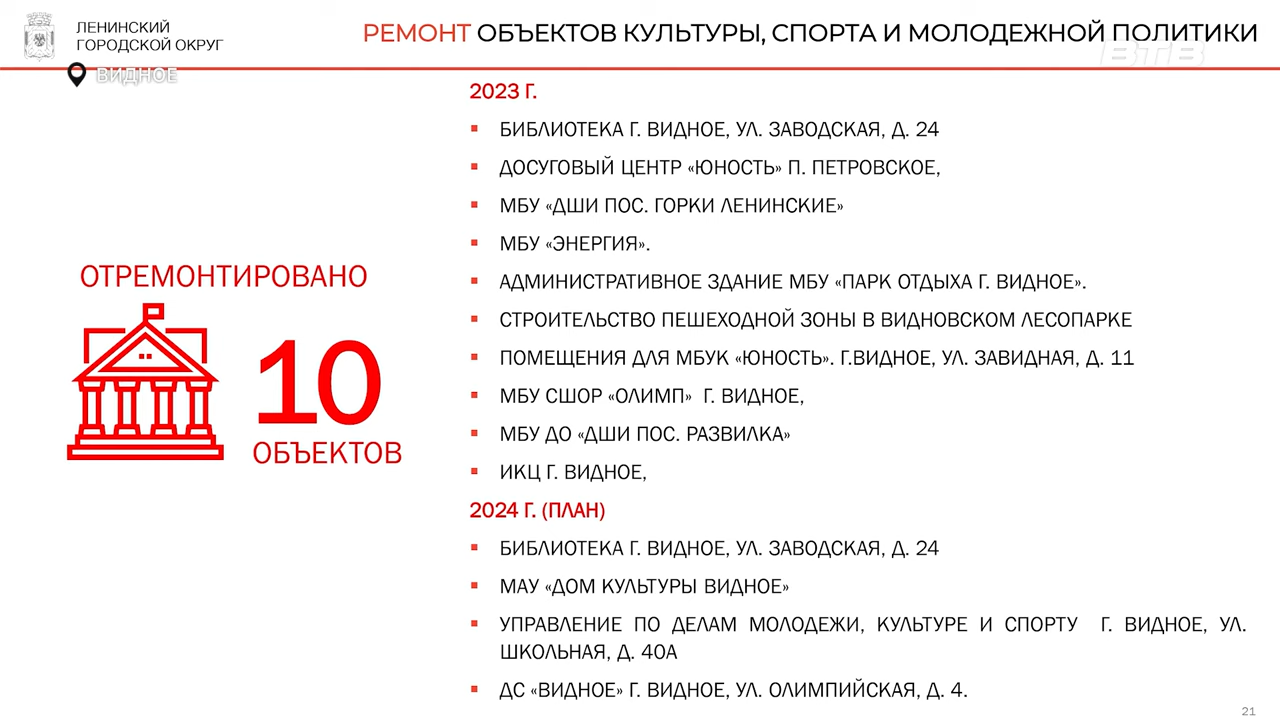 ЛЕНИНСКИЙ
ГОРОДСКОЙ ОКРУГ
РЕМОНТ ОБЪЕКТОВ КУЛЬТУРЫ, СПОРТА И МОЛОДЕЖНОЙ ПОЛИТИКИ
ВТВ
ВИДНОЕ
2023 Г.
БИБЛИОТЕКА Г. ВИДНОЕ, УЛ. ЗАВОДСКАЯ, Д. 24
ДОСУГОВЫЙ ЦЕНТР «ЮНОСТЬ» П. ПЕТРОВСКОЕ,
МБУ «ДШИ ПОС. ГОРКИ ЛЕНИНСКИЕ»
МБУ «ЭНЕРГИЯ».
АДМИНИСТРАТИВНОЕ ЗДАНИЕ МБУ «ПАРК ОТДЫХА Г. ВИДНОЕ».
СТРОИТЕЛЬСТВО ПЕШЕХОДНОЙ ЗОНЫ В ВИДНОВСКОМ ЛЕСОПАРКЕ
ПОМЕЩЕНИЯ ДЛЯ МБУК «ЮНОСТЬ». Г.ВИДНОЕ, УЛ. ЗАВИДНАЯ, Д. 11
МБУ СШОР «ОЛИМП» Г. ВИДНОЕ,
МБУ ДО «ДШИ ПОС. РАЗВИЛКА»
ИКЦ Г. ВИДНОЕ,
2024 Г. (ПЛАН)
БИБЛИОТЕКА Г. ВИДНОЕ, УЛ. ЗАВОДСКАЯ, Д. 24
МАУ «ДОМ КУЛЬТУРЫ ВИДНОЕ»
УПРАВЛЕНИЕ ПО ДЕЛАМ МОЛОДЕЖИ, КУЛЬТУРЕ И СПОРТУ Г. ВИДНОЕ, УЛ.
ШКОЛЬНАЯ, Д. 40А
ДС «ВИДНОЕ» Г. ВИДНОЕ, УЛ. ОЛИМПИЙСКАЯ, Д. 4.
ОТРЕМОНТИРОВАНО
10
ОБЪЕКТОВ
21